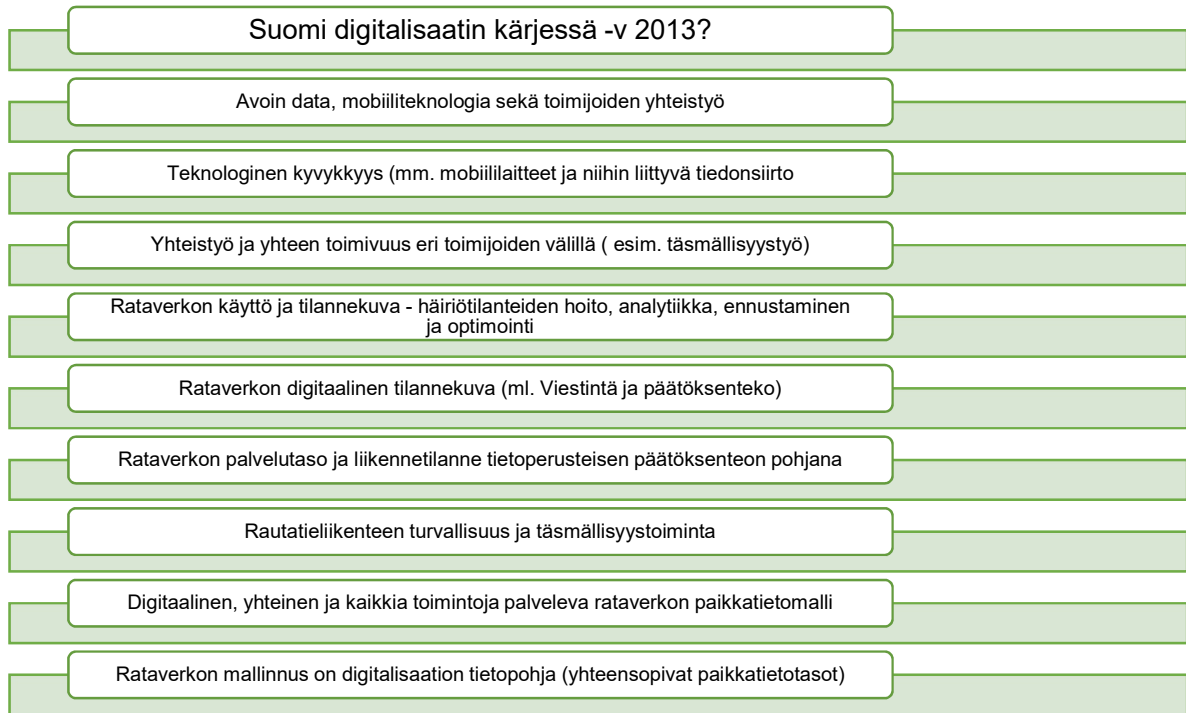 Suomi digitalisaatin kärjessä -v 2013?
Avoin data, mobiiliteknologia sekä toimijoiden yhteistyö
Teknologinen kyvykkyys (mm. mobiililaitteet ja niihin liittyvä tiedonsiirto
Yhteistyö ja yhteen toimivuus eri toimijoiden välillä ( esim. täsmällisyystyö)
Rataverkon käyttö ja tilannekuva - häiriötilanteiden hoito, analytiikka, ennustaminen
ja optimointi
Rataverkon digitaalinen tilannekuva (ml. Viestintä ja päätöksenteko)
Rataverkon palvelutaso ja liikennetilanne tietoperusteisen päätöksenteon pohjana
Rautatieliikenteen turvallisuus ja täsmällisyystoiminta
Digitaalinen, yhteinen ja kaikkia toimintoja palveleva rataverkon paikkatietomalli
Rataverkon mallinnus on digitalisaation tietopohja (yhteensopivat paikkatietotasot)